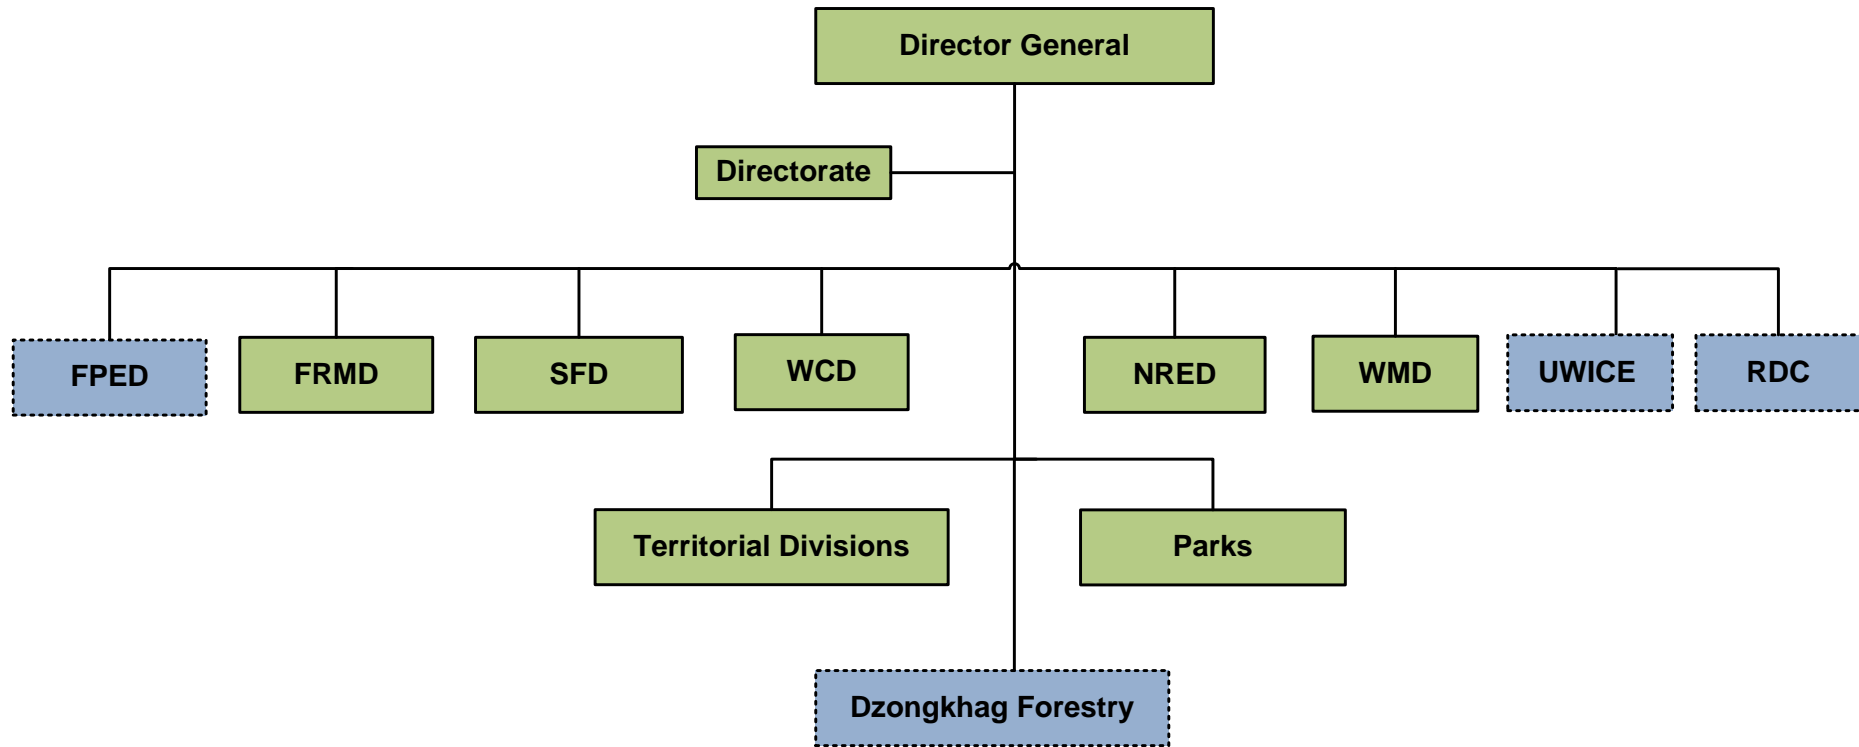 Director General
Directorate
FPED
FRMD
SFD
WCD
NRED
WMD
UWICE
RDC
Territorial Divisions
Parks
Dzongkhag Forestry